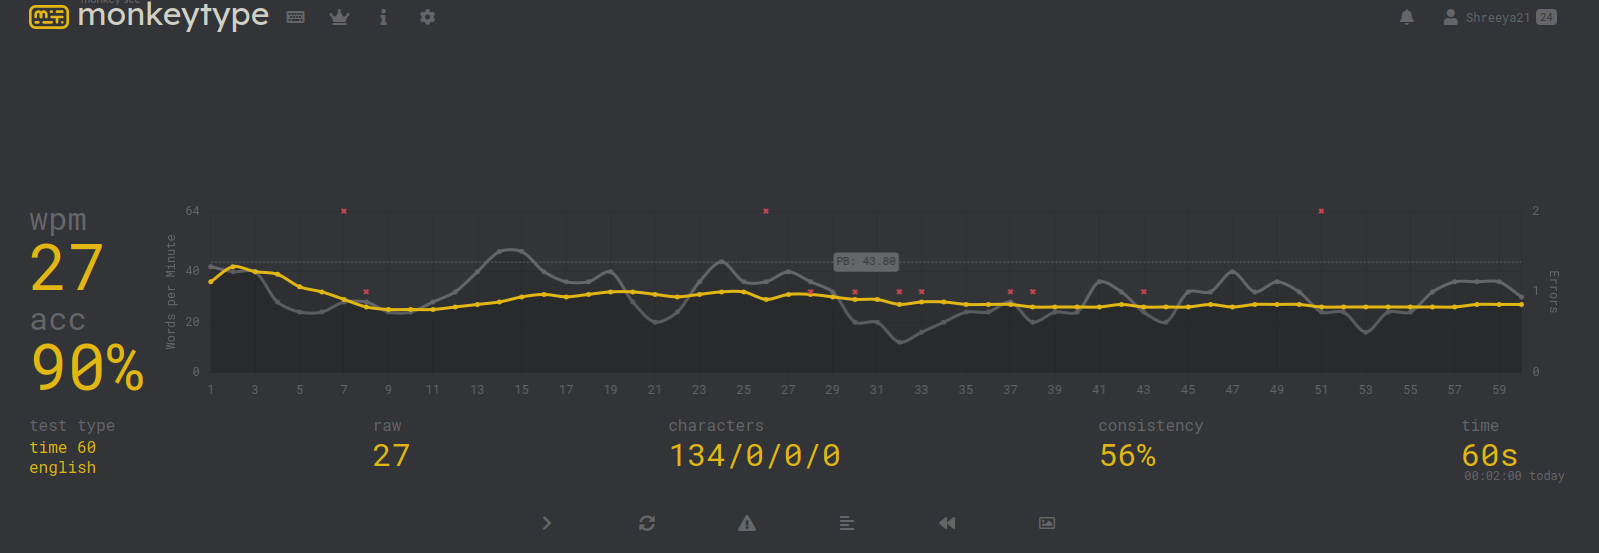 monkey see
monkeytype
Shreeya21 24
wpm
27
acc
90%
Words per Minute
64
40
20
0
PB: 43.80
2
1
0
Errors
1 3 5 7 9 11 13 15 17 19 21 23 25 27 29 31 33 35 37 39 41 43 45 47 49 51 53 55 57 59
test type
time 60
english
raw
27
characters
134/0/0/0
consistency
56%
time
60s
00:02:00 today